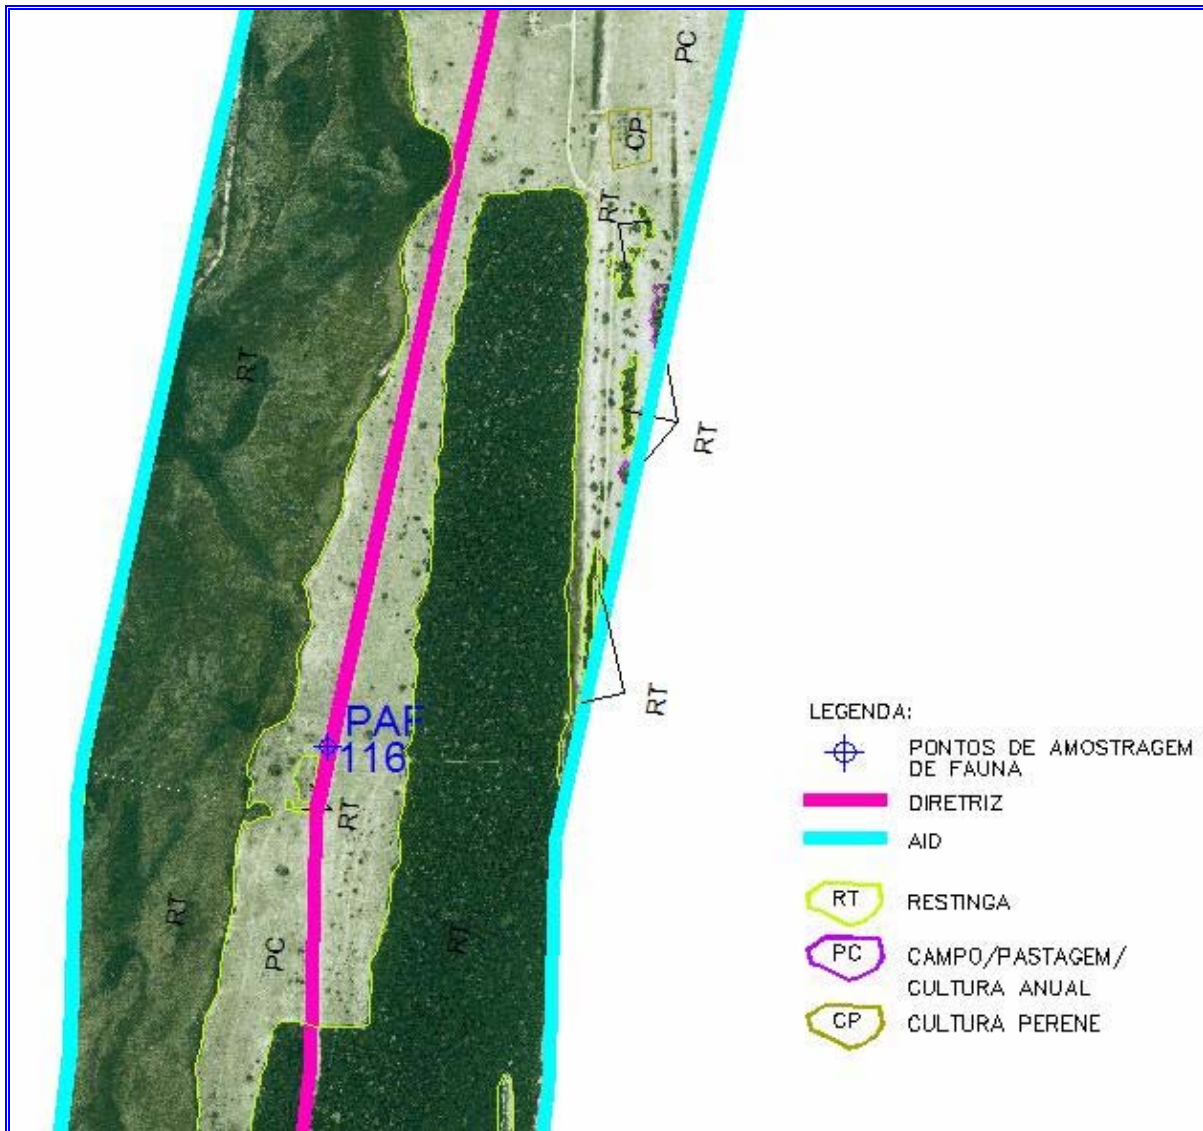 PC
CP
RT
RT
RT
RT
PAF
116
RT
RT
PC
RT
LEGENDA:
PONTOS DE AMOSTRAGEM
DE FAUNA
DIRETRIZ
AID
RT RESTINGA
PC CAMPO/PASTAGEM/
CULTURA ANUAL
CP CULTURA PERENE